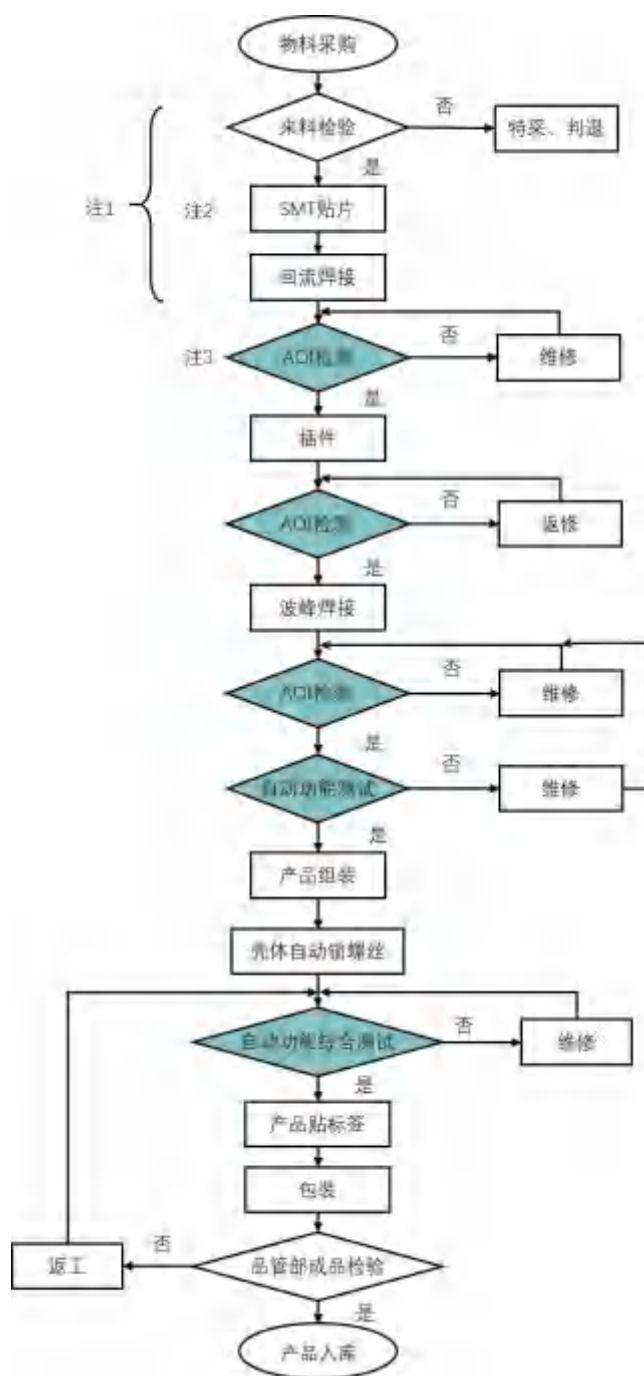 物料采购
来料检验
否
特采、判退
是
注1
注2
SMT贴片
回流焊接
注3
AOI检测
否
维修
是
插件
AOI检测
否
返修
是
波峰焊接
AOI检测
否
维修
是
自动功能测试
否
维修
是
产品组装
壳体自动锁螺丝
自动功能综合测试
否
维修
是
产品贴标签
包装
品管部成品检验
否
返工
是
产品入库